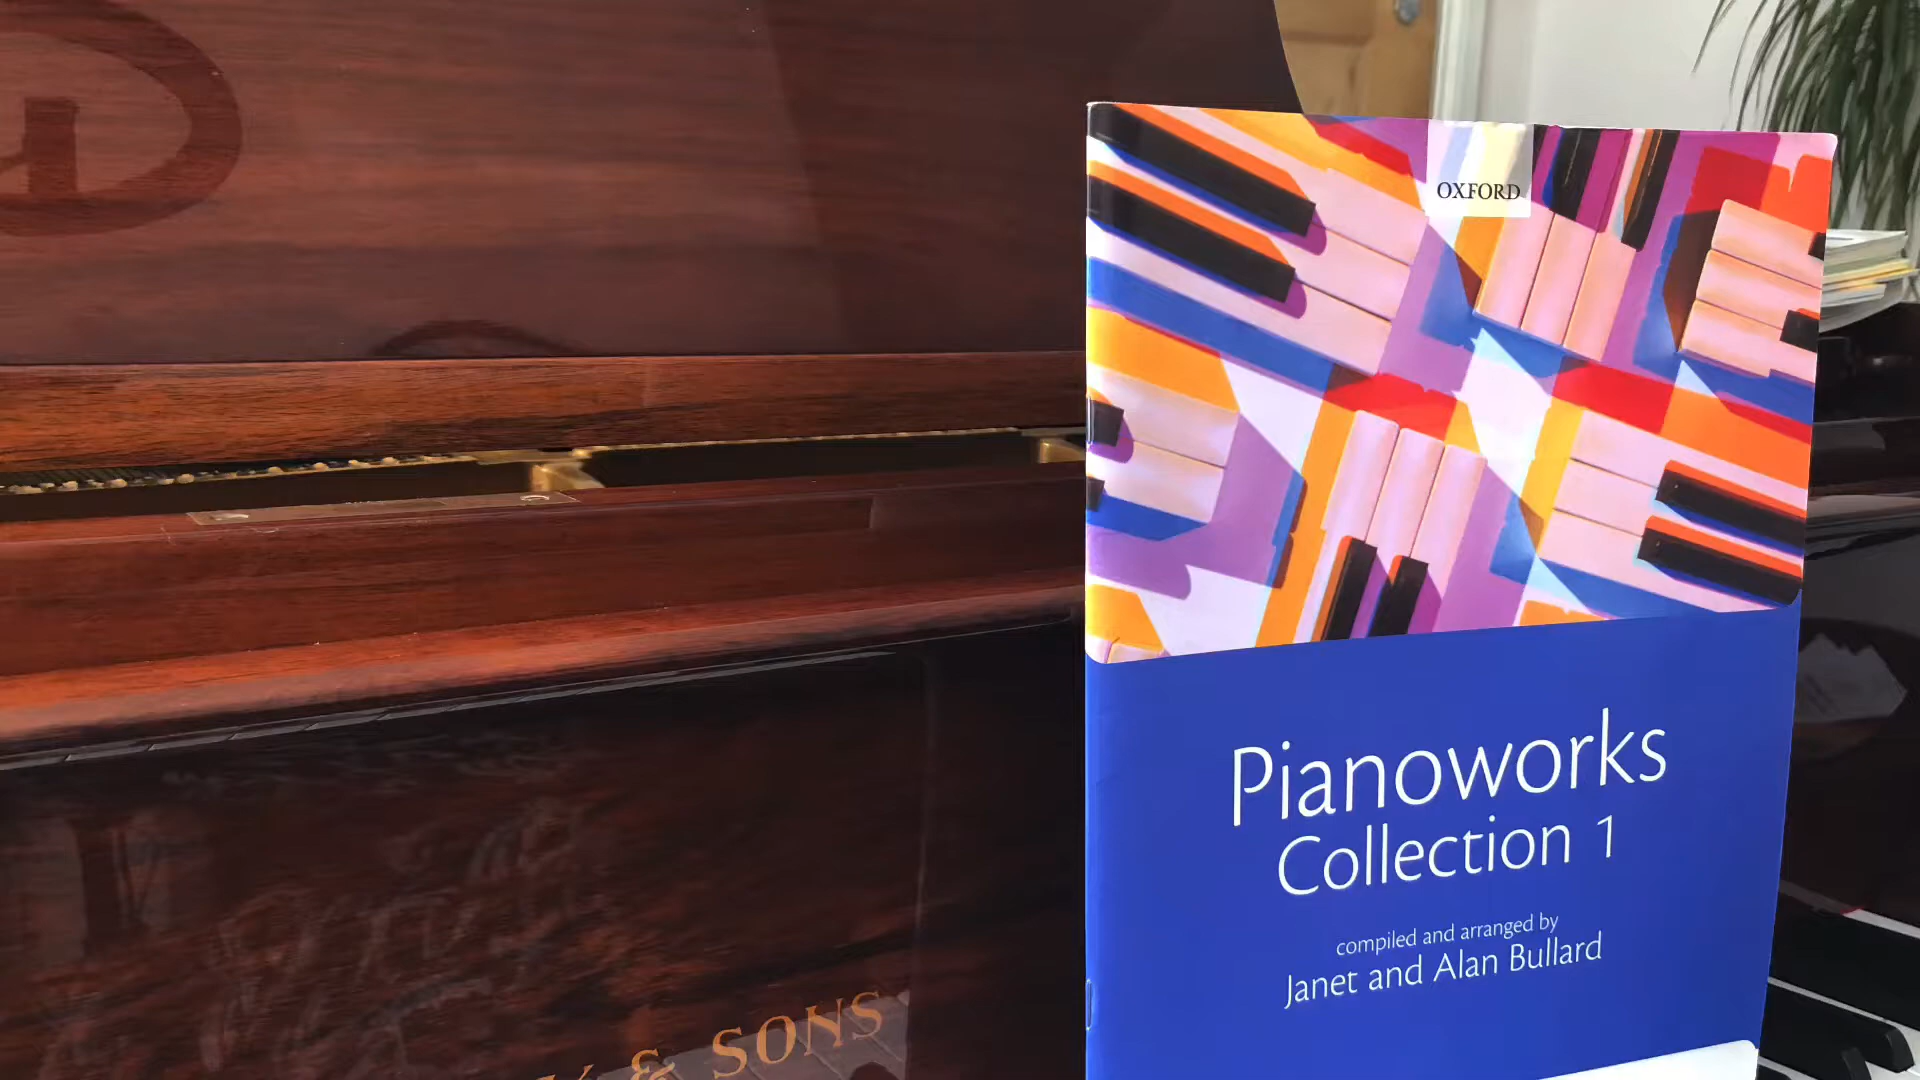 OXFORD
Pianoworks
Collection 1
compiled and arranged by
Janet and Alan Bullard
& SONS